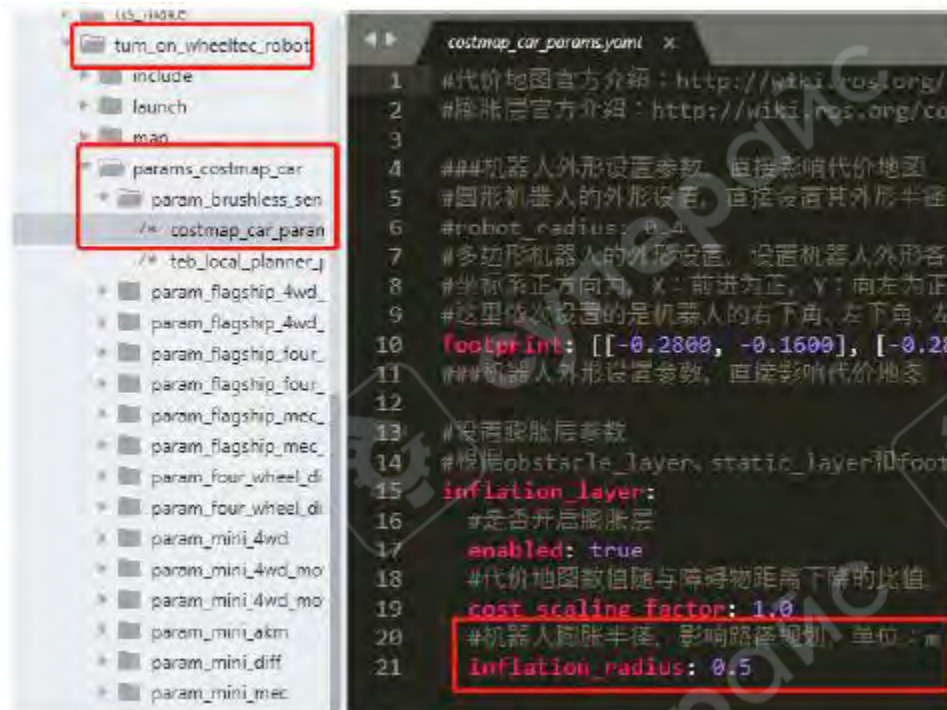 turn_on_wheeltec_robot
include
launch
map
params_costmap_car
param_brushless_sen
/* costmap_car_param
/* teb_local_planner_p
param_flagship_4wd_
param_flagship_4wd_
param_flagship_four_
param_flagship_four_
param_flagship_mec_
param_flagship_mec_
param_four_wheel_di
param_four_wheel_di
param_mini_4wd
param_mini_4wd_mo
param_mini_4wd_mo
param_mini_akm
param_mini_diff
param_mini_mec
costmap_car_params.yaml ×
1 #代价地图官方介绍：http://wiki.ros.org/
2 #膨胀层官方介绍：http://wiki.ros.org/co
3
4 ###机器人外形设置参数，直接影响代价地图
5 #圆形机器人的外形设置，直接设置其外形半径
6 #robot_radius: 0.4
7 #多边形机器人的外形设置，设置机器人外形各
8 #坐标系正方向为，X：前进为正，Y：向左为正
9 #这里依次设置的是机器人的右下角、左下角、左
10 footprint: [[-0.2800, -0.1600], [-0.28
11 ###机器人外形设置参数，直接影响代价地图
12
13 #设置膨胀层参数
14 #根据obstacle_layer、static_layer和foot
15 inflation_layer:
16 #是否开启膨胀层
17 enabled: true
18 #代价地图数值随与障碍物距离下降的比值
19 cost_scaling_factor: 1.0
20 #机器人膨胀半径，影响路径规划，单位：m
21 inflation_radius: 0.5
супер
айс